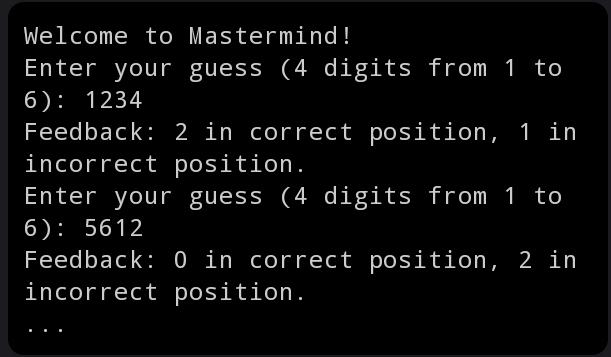 Welcome to Mastermind!
Enter your guess (4 digits from 1 to
6): 1234
Feedback: 2 in correct position, 1 in
incorrect position.
Enter your guess (4 digits from 1 to
6): 5612
Feedback: 0 in correct position, 2 in
incorrect position.
...